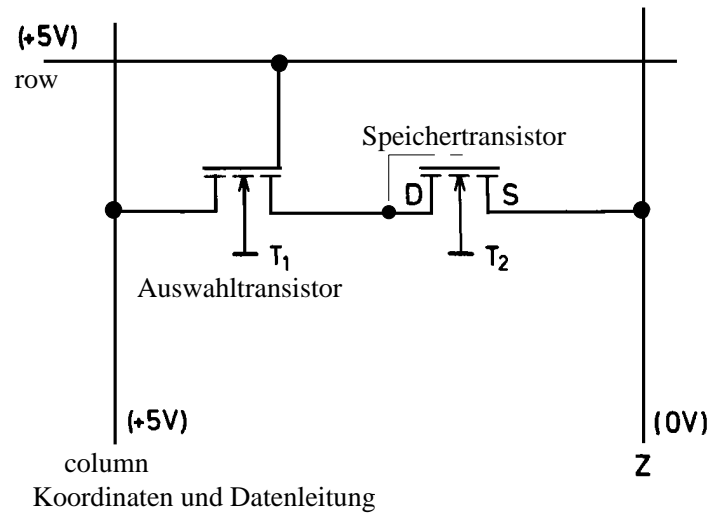 (+5V)
row
Speichertransistor
D
S
T1
T2
Auswahltransistor
(+5V)
(0V)
column
Z
Koordinaten und Datenleitung